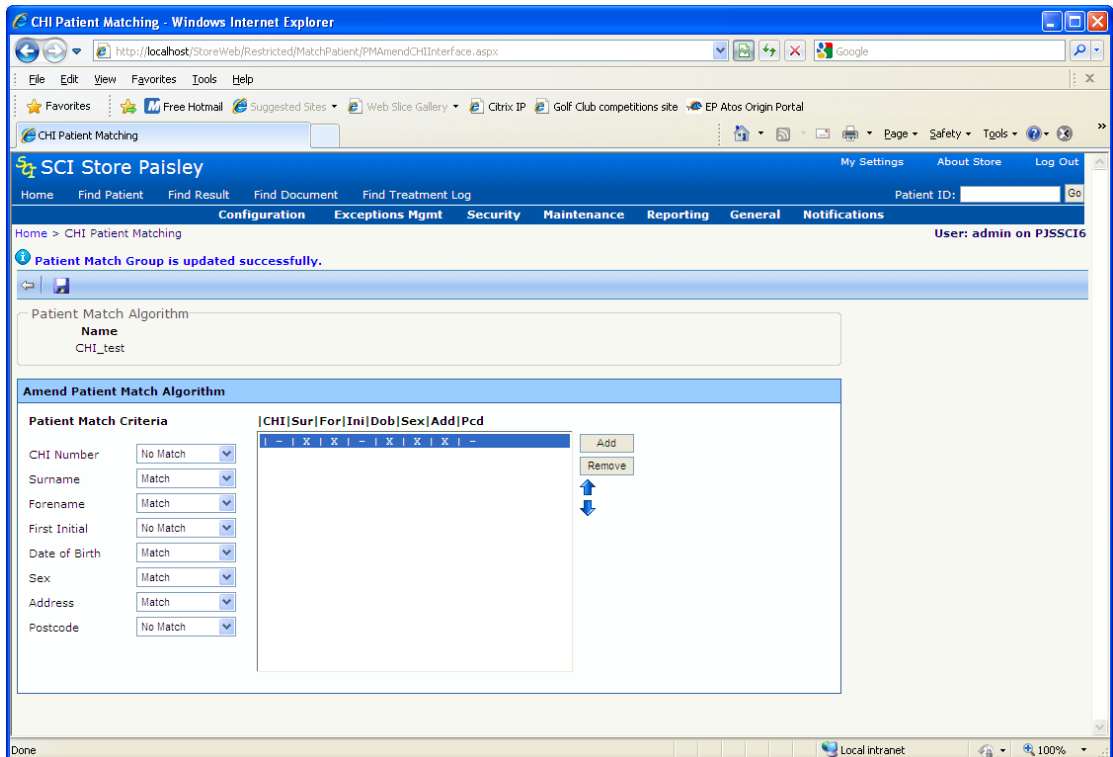 CHI Patient Matching - Windows Internet Explorer
http://localhost/StoreWeb/Restricted/MatchPatient/PMAmendCHIInterface.aspx
Google
File Edit View Favorites Tools Help
Favorites Free Hotmail Suggested Sites Web Slice Gallery Citrix IP Golf Club competitions site EP Atos Origin Portal
CHI Patient Matching Page Safety Tools
SCI Store Paisley My Settings About Store Log Out
Home Find Patient Find Result Find Document Find Treatment Log Patient ID: Go
Configuration Exceptions Mgmt Security Maintenance Reporting General Notifications
Home > CHI Patient Matching User: admin on PJSSCI6
Patient Match Group is updated successfully.
Patient Match Algorithm
Name
CHI_test
Amend Patient Match Algorithm
Patient Match Criteria |CHI|Sur|For|Ini|Dob|Sex|Add|Pcd
| - | X | X | - | X | X | X | -
Add
CHI Number No Match
Remove
Surname Match
Forename Match
First Initial No Match
Date of Birth Match
Sex Match
Address Match
Postcode No Match
Done Local intranet 100%